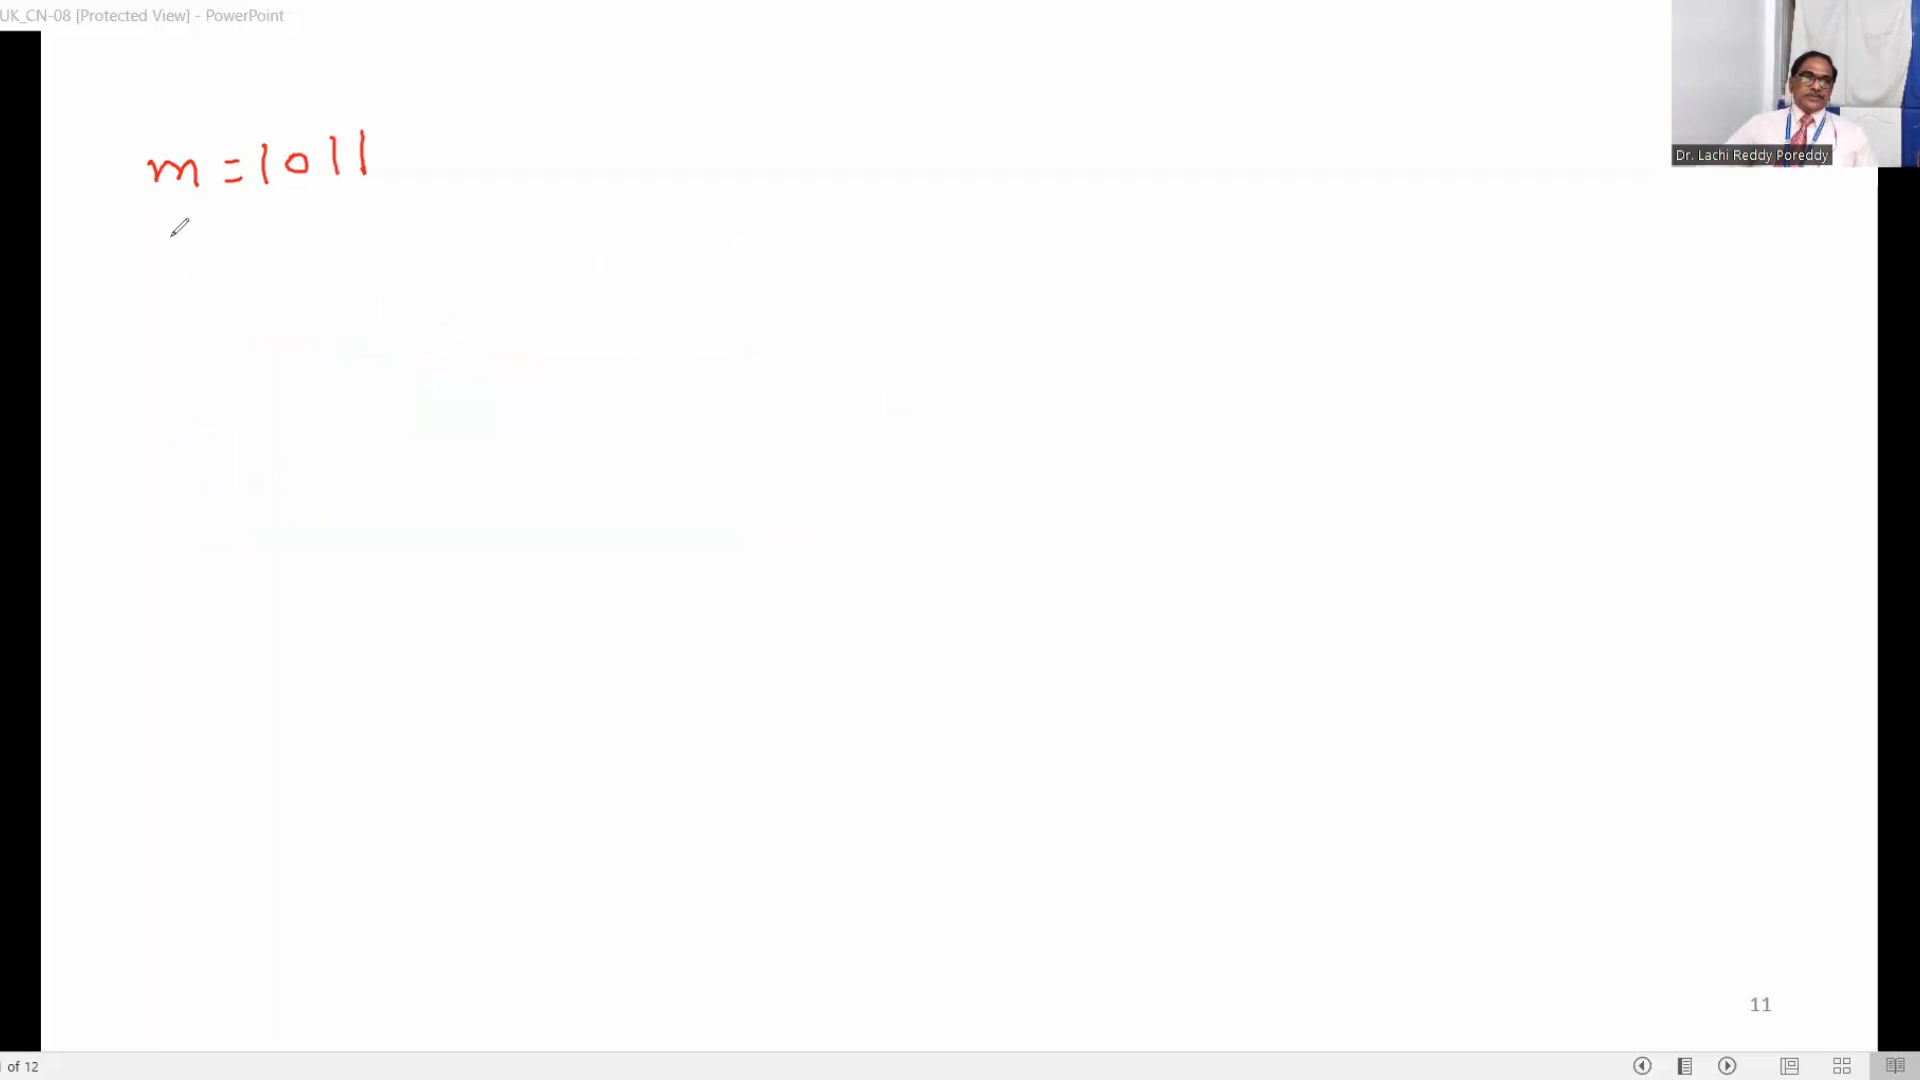 UK_CN-08 [Protected View] - PowerPoint
Dr. Lachi Reddy Poreddy
m = 1011
11
of 12